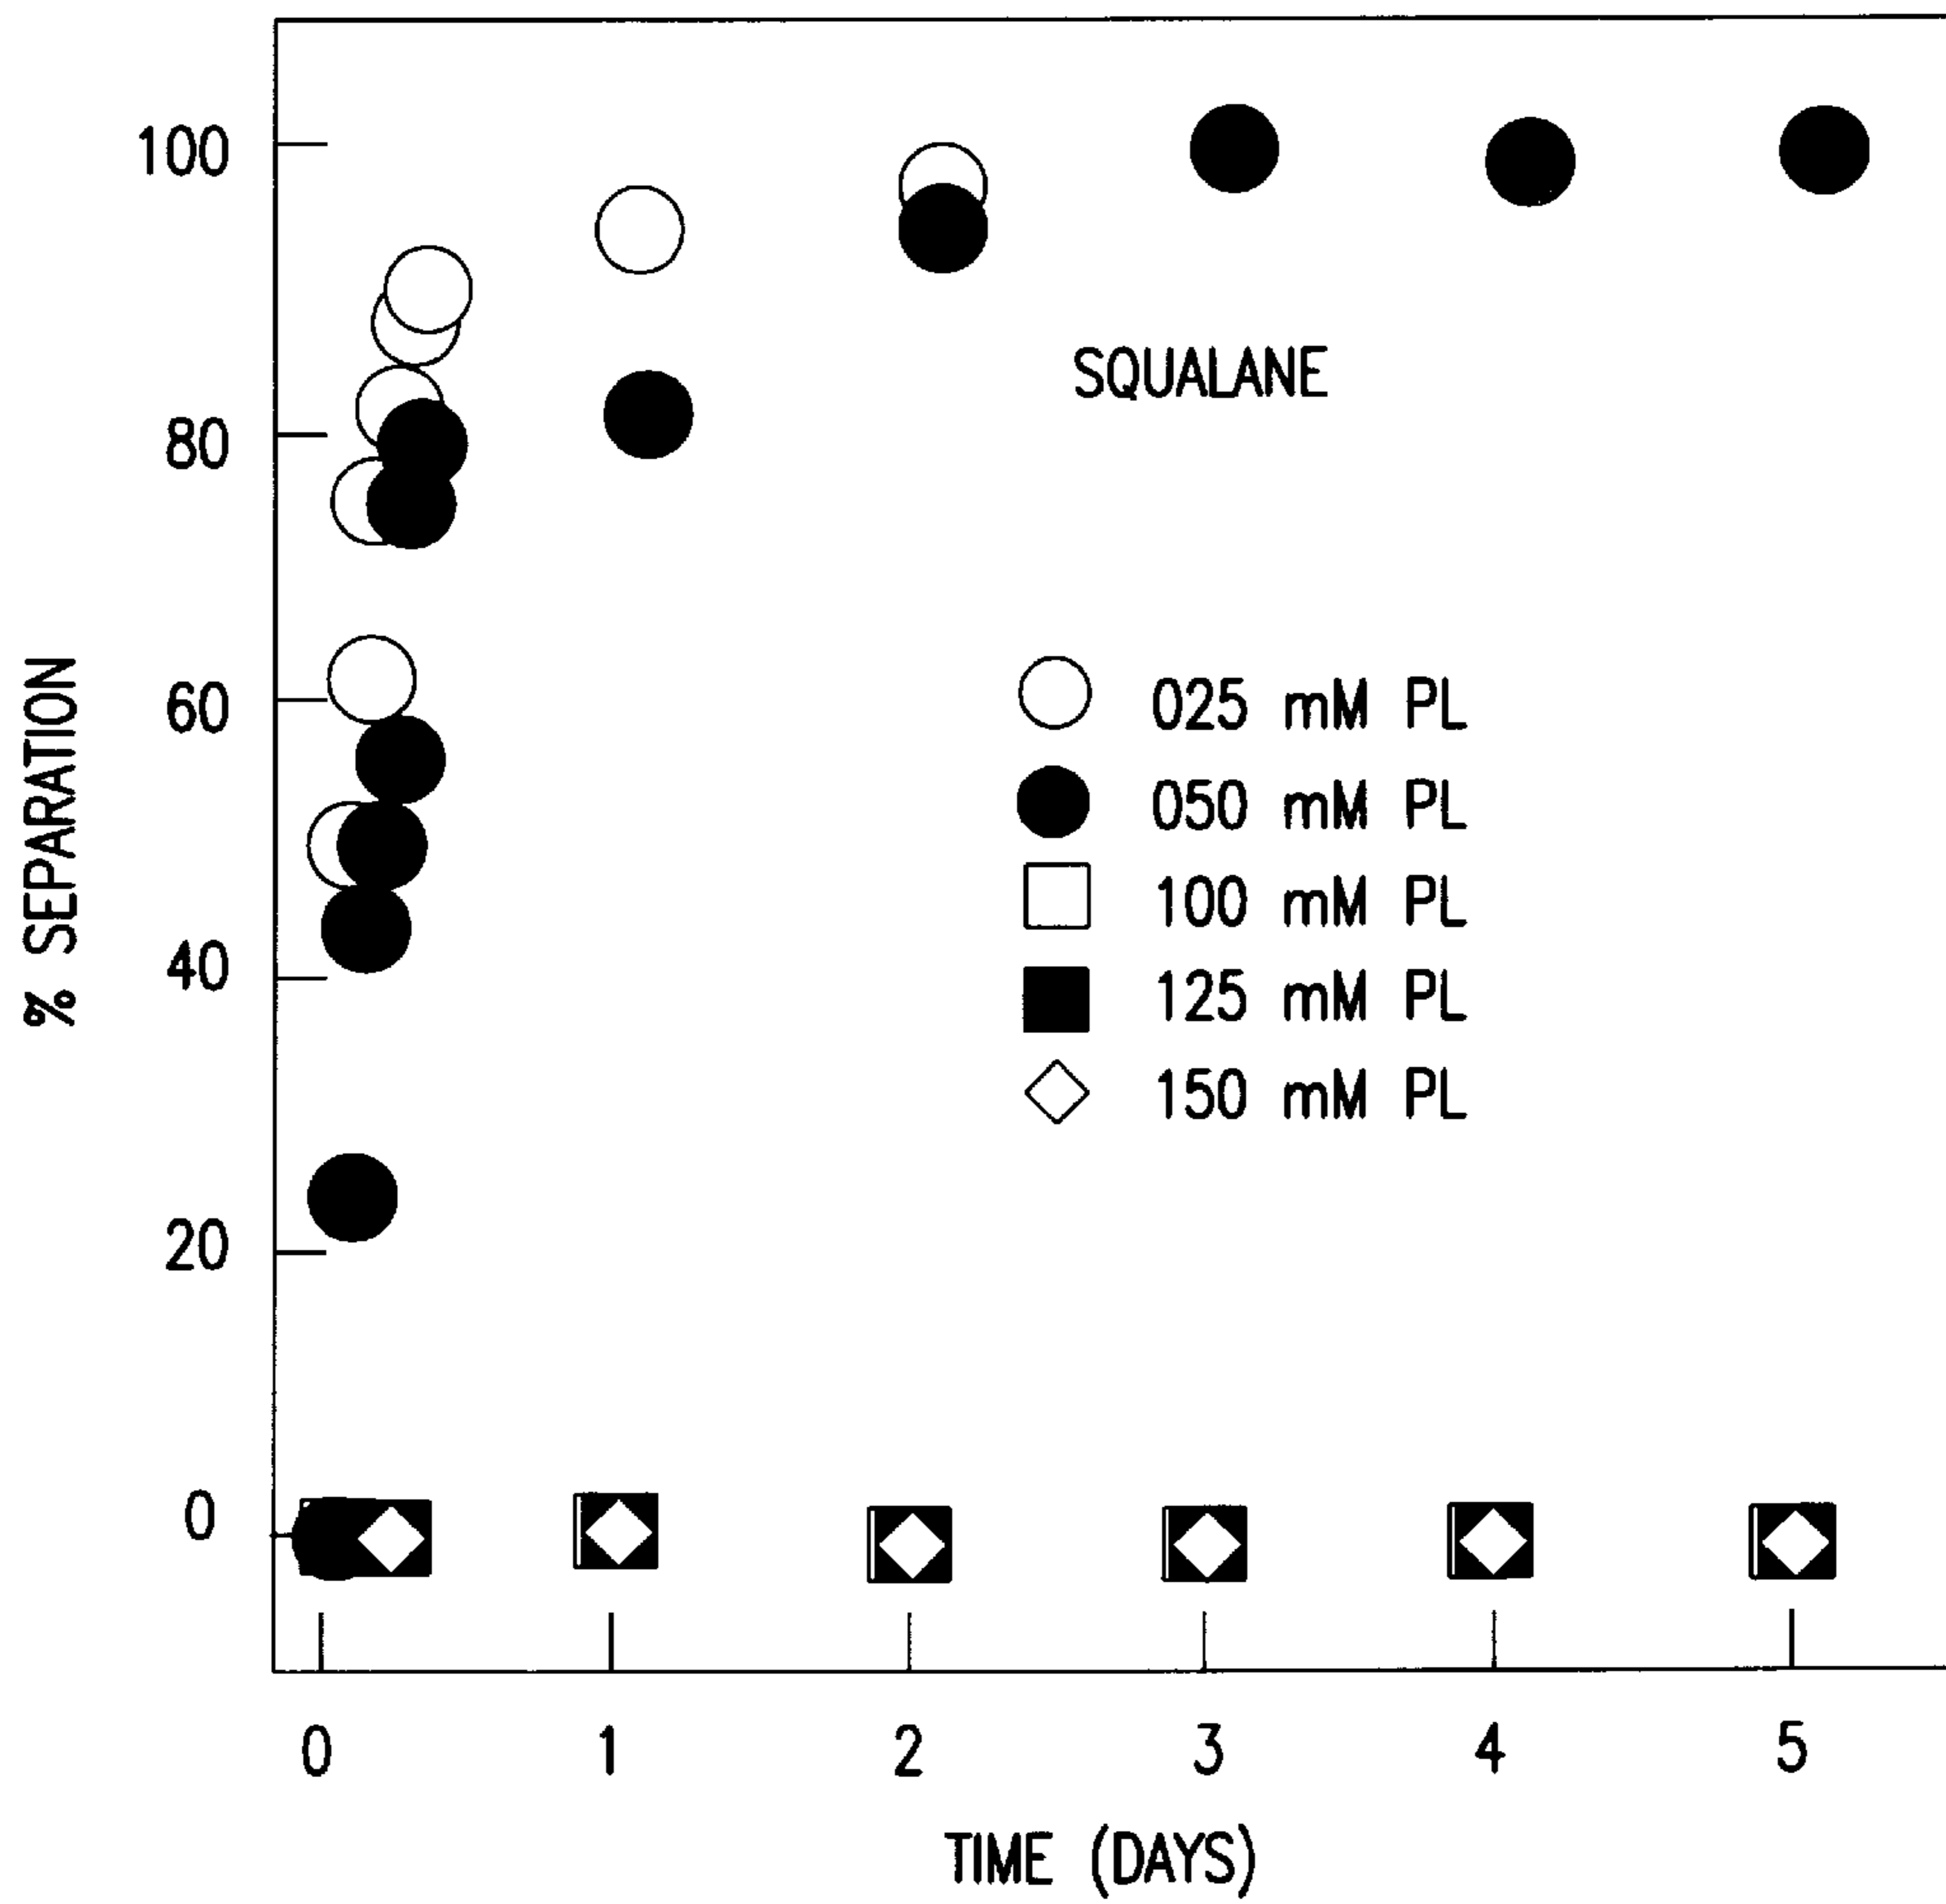 100
80
60
40
20
0
% SEPARATION
SQUALANE
025 mM PL
050 mM PL
100 mM PL
125 mM PL
150 mM PL
0 1 2 3 4 5
TIME (DAYS)